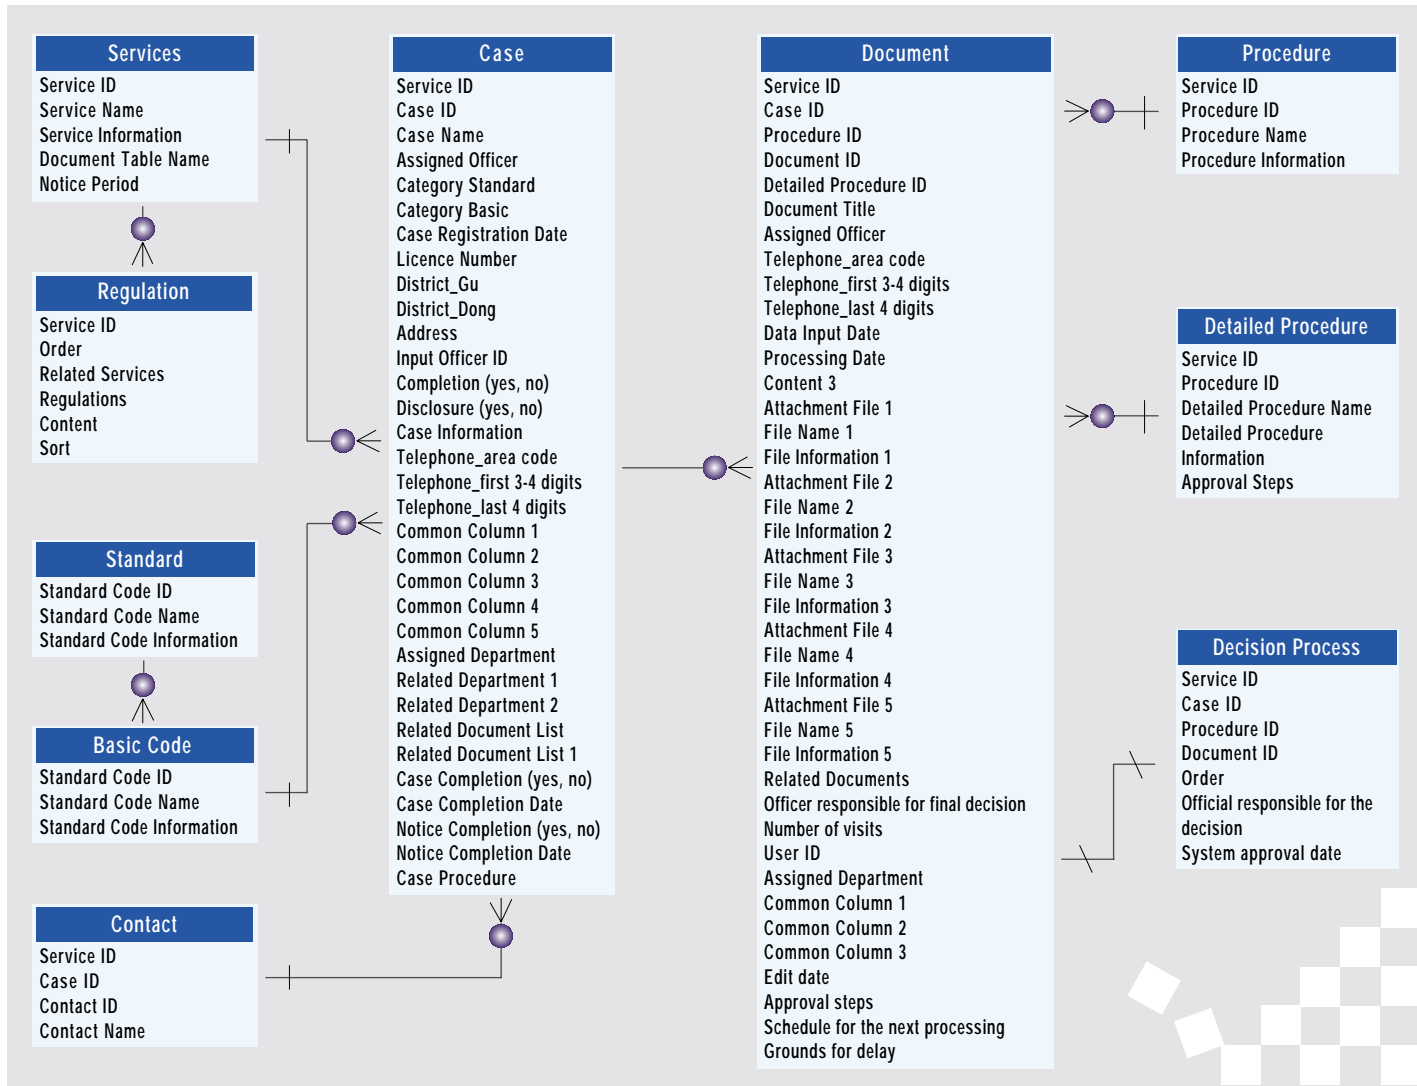 Services
Service ID
Service Name
Service Information
Document Table Name
Notice Period
Regulation
Service ID
Order
Related Services
Regulations
Content
Sort
Standard
Standard Code ID
Standard Code Name
Standard Code Information
Basic Code
Standard Code ID
Standard Code Name
Standard Code Information
Contact
Service ID
Case ID
Contact ID
Contact Name
Case
Service ID
Case ID
Case Name
Assigned Officer
Category Standard
Category Basic
Case Registration Date
Licence Number
District_Gu
District_Dong
Address
Input Officer ID
Completion (yes, no)
Disclosure (yes, no)
Case Information
Telephone_area code
Telephone_first 3-4 digits
Telephone_last 4 digits
Common Column 1
Common Column 2
Common Column 3
Common Column 4
Common Column 5
Assigned Department
Related Department 1
Related Department 2
Related Document List
Related Document List 1
Case Completion (yes, no)
Case Completion Date
Notice Completion (yes, no)
Notice Completion Date
Case Procedure
Document
Service ID
Case ID
Procedure ID
Document ID
Detailed Procedure ID
Document Title
Assigned Officer
Telephone_area code
Telephone_first 3-4 digits
Telephone_last 4 digits
Data Input Date
Processing Date
Content 3
Attachment File 1
File Name 1
File Information 1
Attachment File 2
File Name 2
File Information 2
Attachment File 3
File Name 3
File Information 3
Attachment File 4
File Name 4
File Information 4
Attachment File 5
File Name 5
File Information 5
Related Documents
Officer responsible for final decision
Number of visits
User ID
Assigned Department
Common Column 1
Common Column 2
Common Column 3
Edit date
Approval steps
Schedule for the next processing
Grounds for delay
Procedure
Service ID
Procedure ID
Procedure Name
Procedure Information
Detailed Procedure
Service ID
Procedure ID
Detailed Procedure Name
Detailed Procedure
Information
Approval Steps
Decision Process
Service ID
Case ID
Procedure ID
Document ID
Order
Official responsible for the
decision
System approval date